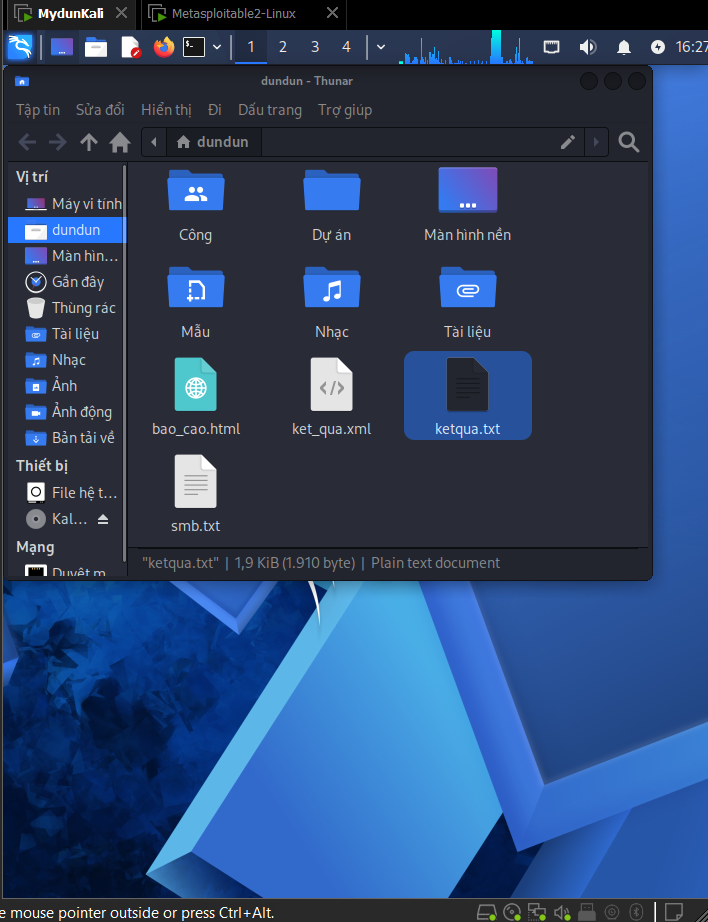 MydunKali
Metasploitable2-Linux
1 2 3 4
16:27
dundun - Thunar
Tập tin Sửa đổi Hiển thị Đi Dấu trang Trợ giúp
dundun
Vị trí
Máy vi tính
dundun
Màn hìn...
Gần đây
Thùng rác
Tài liệu
Nhạc
Ảnh
Ảnh động
Bản tải về
Thiết bị
File hệ t...
Kal...
Mạng
Duyệt m...
Công Dự án Màn hình nền
Mẫu Nhạc Tài liệu
bao_cao.html ket_qua.xml ketqua.txt
smb.txt
"ketqua.txt" | 1,9 KiB (1.910 byte) | Plain text document
e mouse pointer outside or press Ctrl+Alt.